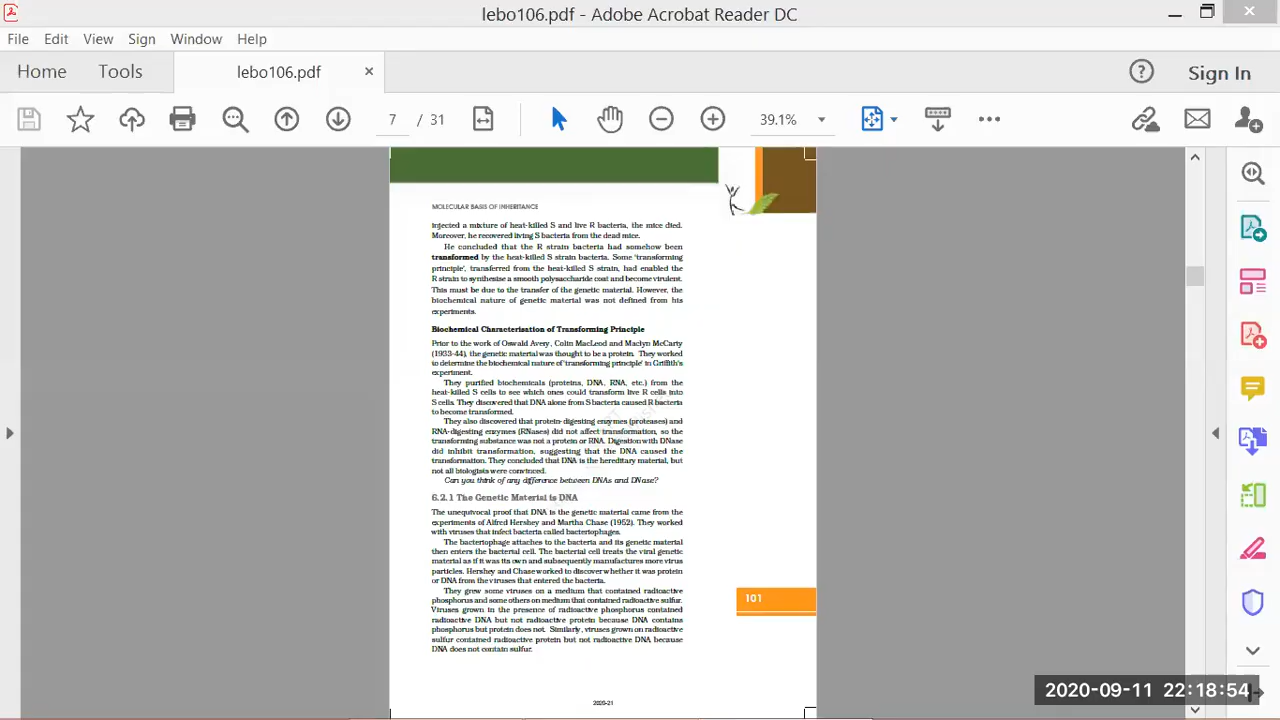 lebo106.pdf - Adobe Acrobat Reader DC
File Edit View Window Help
Home Tools lebo106.pdf × Sign In
7 / 31 39.1%
MOLECULAR BASIS OF INHERITANCE
injected a mixture of heat-killed S and live R bacteria, the mice died.
Moreover, he recovered living S bacteria from the dead mice.
He concluded that the R strain bacteria had somehow been
transformed by the heat-killed S strain bacteria. Some 'transforming
principle', transferred from the heat-killed S strain, had enabled the
R strain to synthesise a smooth polysaccharide coat and become virulent.
This must be due to the transfer of the genetic material. However, the
biochemical nature of genetic material was not defined from his
experiments.
Biochemical Characterisation of Transforming Principle
Prior to the work of Oswald Avery, Colin MacLeod and Maclyn McCarty
(1933-44), the genetic material was thought to be a protein. They worked
to determine the biochemical nature of 'transforming principle' in Griffith's
experiment.
They purified biochemicals (proteins, DNA, RNA, etc.) from the
heat-killed S cells to see which ones could transform live R cells into
S cells. They discovered that DNA alone from S bacteria caused R bacteria
to become transformed.
They also discovered that protein-digesting enzymes (proteases) and
RNA-digesting enzymes (RNases) did not affect transformation, so the
transforming substance was not a protein or RNA. Digestion with DNase
did inhibit transformation, suggesting that the DNA caused the
transformation. They concluded that DNA is the hereditary material, but
not all biologists were convinced.
Can you think of any difference between DNAs and DNase?
6.2.1 The Genetic Material is DNA
The unequivocal proof that DNA is the genetic material came from the
experiments of Alfred Hershey and Martha Chase (1952). They worked
with viruses that infect bacteria called bacteriophages.
The bacteriophage attaches to the bacteria and its genetic material
then enters the bacterial cell. The bacterial cell treats the viral genetic
material as if it was its own and subsequently manufactures more virus
particles. Hershey and Chase worked to discover whether it was protein
or DNA from the viruses that entered the bacteria.
They grew some viruses on a medium that contained radioactive
phosphorus and some others on medium that contained radioactive sulfur.
Viruses grown in the presence of radioactive phosphorus contained
radioactive DNA but not radioactive protein because DNA contains
phosphorus but protein does not. Similarly, viruses grown on radioactive
sulfur contained radioactive protein but not radioactive DNA because
DNA does not contain sulfur.
101
2020-21
2020-09-11 22:18:54